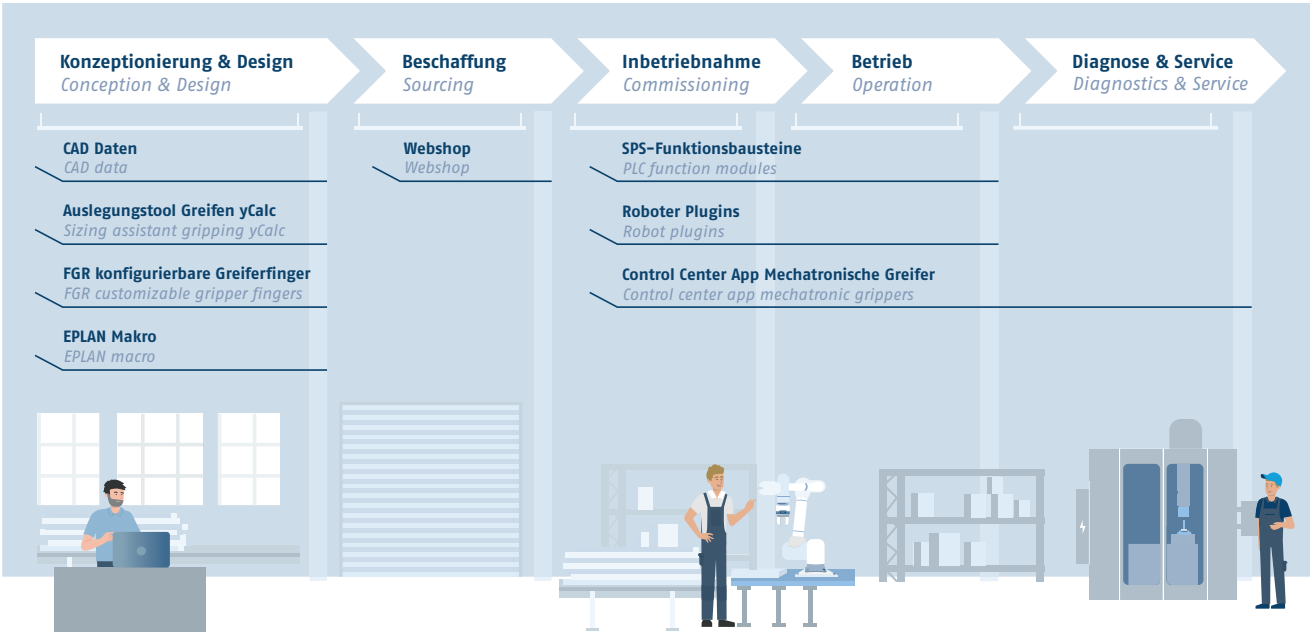 Konzeptionierung & Design
Conception & Design
Beschaffung
Sourcing
Inbetriebnahme
Commissioning
Betrieb
Operation
Diagnose & Service
Diagnostics & Service
CAD Daten
CAD data
Auslegungstool Greifen yCalc
Sizing assistant gripping yCalc
FGR konfigurierbare Greiferfinger
FGR customizable gripper fingers
EPLAN Makro
EPLAN macro
Webshop
Webshop
SPS-Funktionsbausteine
PLC function modules
Roboter Plugins
Robot plugins
Control Center App Mechatronische Greifer
Control center app mechatronic grippers